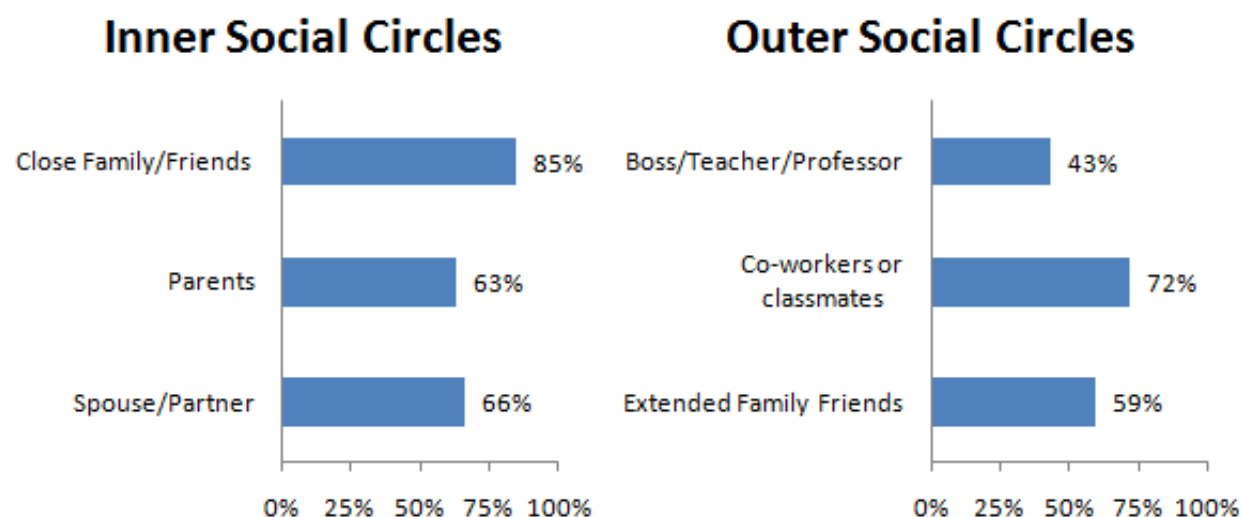 Inner Social Circles
Close Family/Friends
85%
Parents
63%
Spouse/Partner
66%
0% 25% 50% 75% 100%
Outer Social Circles
Boss/Teacher/Professor
43%
Co-workers or
classmates
72%
Extended Family Friends
59%
0% 25% 50% 75% 100%